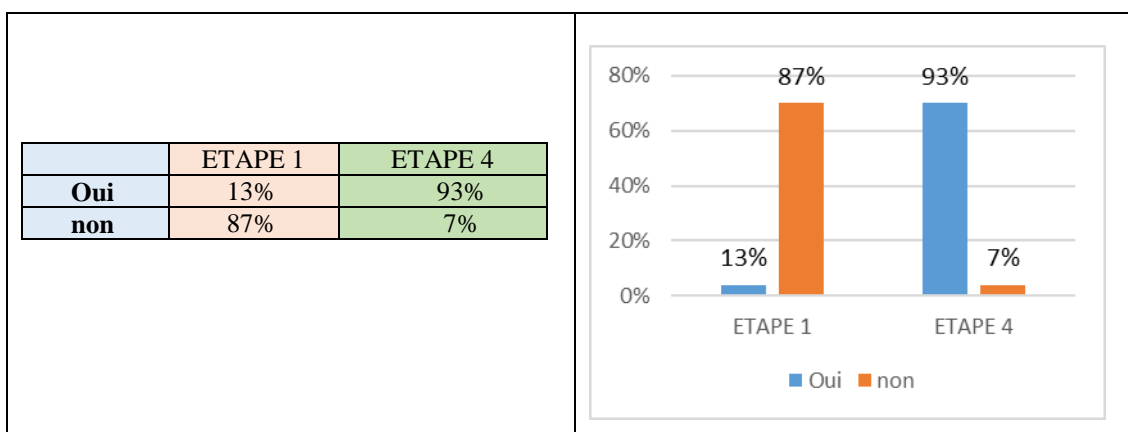 ETAPE 1 ETAPE 4
Oui 13% 93%
non 87% 7%
80%
60%
40%
20%
0%
87% 93%
13% 7%
ETAPE 1 ETAPE 4
Oui non